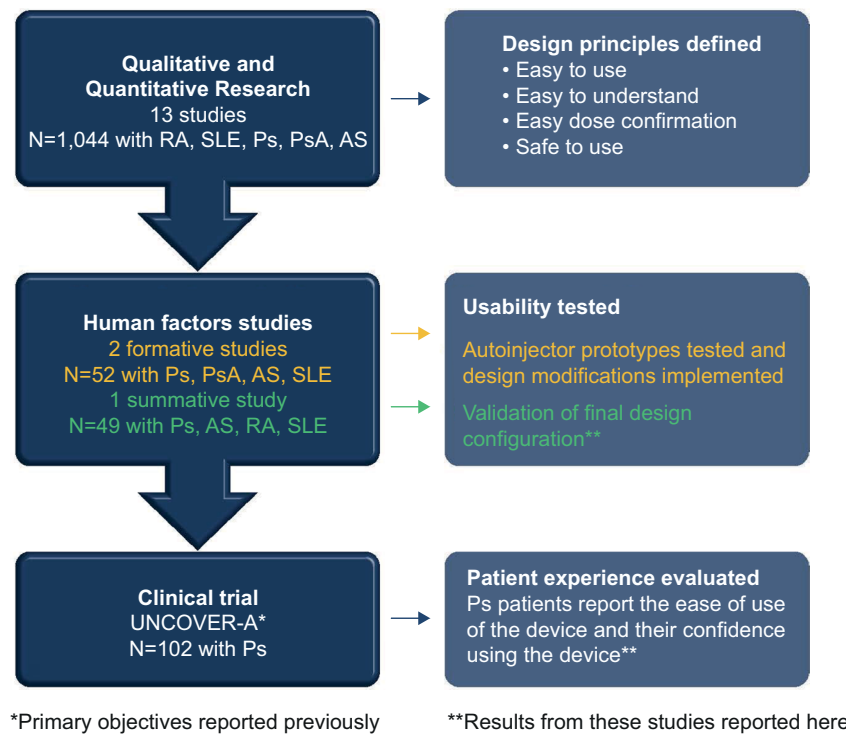 Qualitative and
Quantitative Research
13 studies
N=1,044 with RA, SLE, Ps, PsA, AS
Design principles defined
• Easy to use
• Easy to understand
• Easy dose confirmation
• Safe to use
Human factors studies
2 formative studies
N=52 with Ps, PsA, AS, SLE
1 summative study
N=49 with Ps, AS, RA, SLE
Usability tested
Autoinjector prototypes tested and
design modifications implemented
Validation of final design
configuration**
Clinical trial
UNCOVER-A*
N=102 with Ps
Patient experience evaluated
Ps patients report the ease of use
of the device and their confidence
using the device**
*Primary objectives reported previously
**Results from these studies reported here